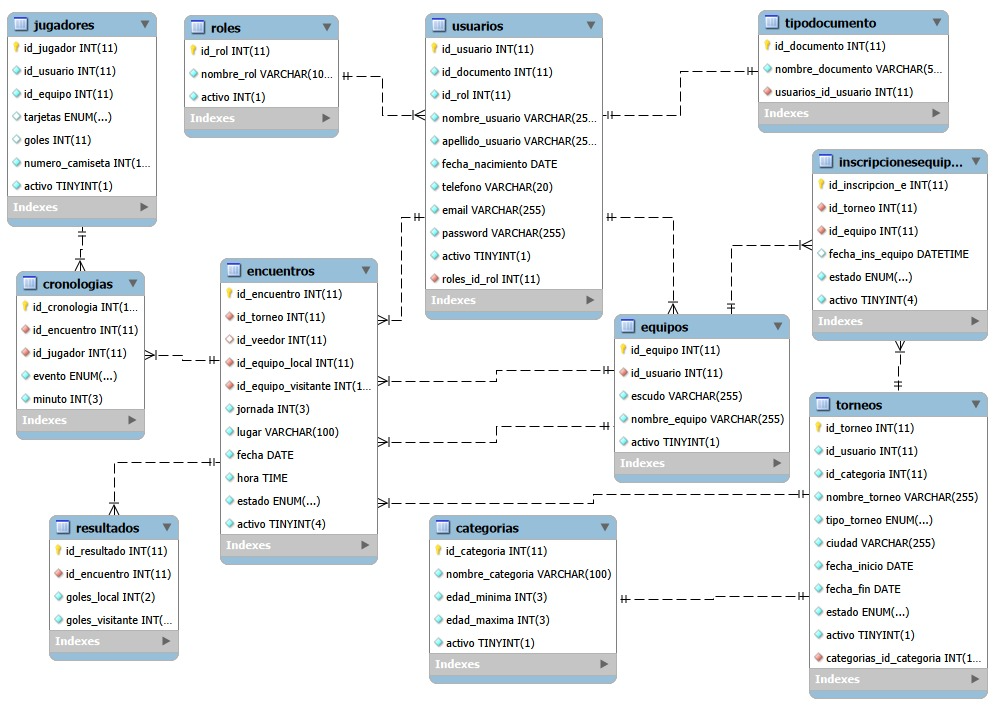 jugadores
id_jugador INT(11)
id_usuario INT(11)
id_equipo INT(11)
tarjetas ENUM(...)
goles INT(11)
numero_camiseta INT(1...
activo TINYINT(1)
Indexes
roles
id_rol INT(11)
nombre_rol VARCHAR(10...
activo INT(1)
Indexes
usuarios
id_usuario INT(11)
id_documento INT(11)
id_rol INT(11)
nombre_usuario VARCHAR(25...
apellido_usuario VARCHAR(25...
fecha_nacimiento DATE
telefono VARCHAR(20)
email VARCHAR(255)
password VARCHAR(255)
activo TINYINT(1)
roles_id_rol INT(11)
Indexes
tipodocumento
id_documento INT(11)
nombre_documento VARCHAR(5...
usuarios_id_usuario INT(11)
Indexes
inscripcionesequip...
id_inscripcion_e INT(11)
id_torneo INT(11)
id_equipo INT(11)
fecha_ins_equipo DATETIME
estado ENUM(...)
activo TINYINT(4)
Indexes
cronologias
id_cronologia INT(1...
id_encuentro INT(11)
id_jugador INT(11)
evento ENUM(...)
minuto INT(3)
Indexes
encuentros
id_encuentro INT(11)
id_torneo INT(11)
id_veedor INT(11)
id_equipo_local INT(11)
id_equipo_visitante INT(1...
jornada INT(3)
lugar VARCHAR(100)
fecha DATE
hora TIME
estado ENUM(...)
activo TINYINT(4)
Indexes
equipos
id_equipo INT(11)
id_usuario INT(11)
escudo VARCHAR(255)
nombre_equipo VARCHAR(255)
activo TINYINT(1)
Indexes
torneos
id_torneo INT(11)
id_usuario INT(11)
id_categoria INT(11)
nombre_torneo VARCHAR(255)
tipo_torneo ENUM(...)
ciudad VARCHAR(255)
fecha_inicio DATE
fecha_fin DATE
estado ENUM(...)
activo TINYINT(1)
categorias_id_categoria INT(1...
Indexes
resultados
id_resultado INT(11)
id_encuentro INT(11)
goles_local INT(2)
goles_visitante INT(...
Indexes
categorias
id_categoria INT(11)
nombre_categoria VARCHAR(100)
edad_minima INT(3)
edad_maxima INT(3)
activo TINYINT(1)
Indexes